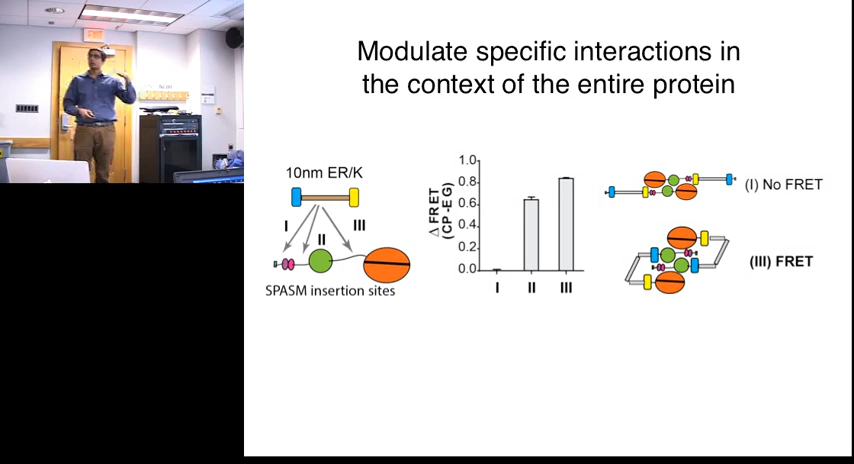 Modulate specific interactions in
the context of the entire protein
10nm ER/K
I
II
III
SPASM insertion sites
Δ FRET
(CP-EG)
1.0
0.8
0.6
0.4
0.2
0.0
I
II
III
(I) No FRET
(III) FRET